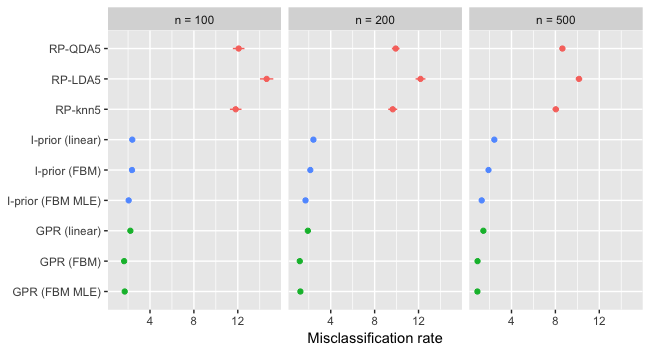 n = 100
n = 200
n = 500
RP-QDA5
RP-LDA5
RP-knn5
I-prior (linear)
I-prior (FBM)
I-prior (FBM MLE)
GPR (linear)
GPR (FBM)
GPR (FBM MLE)
4 8 12 4 8 12 4 8 12
Misclassification rate